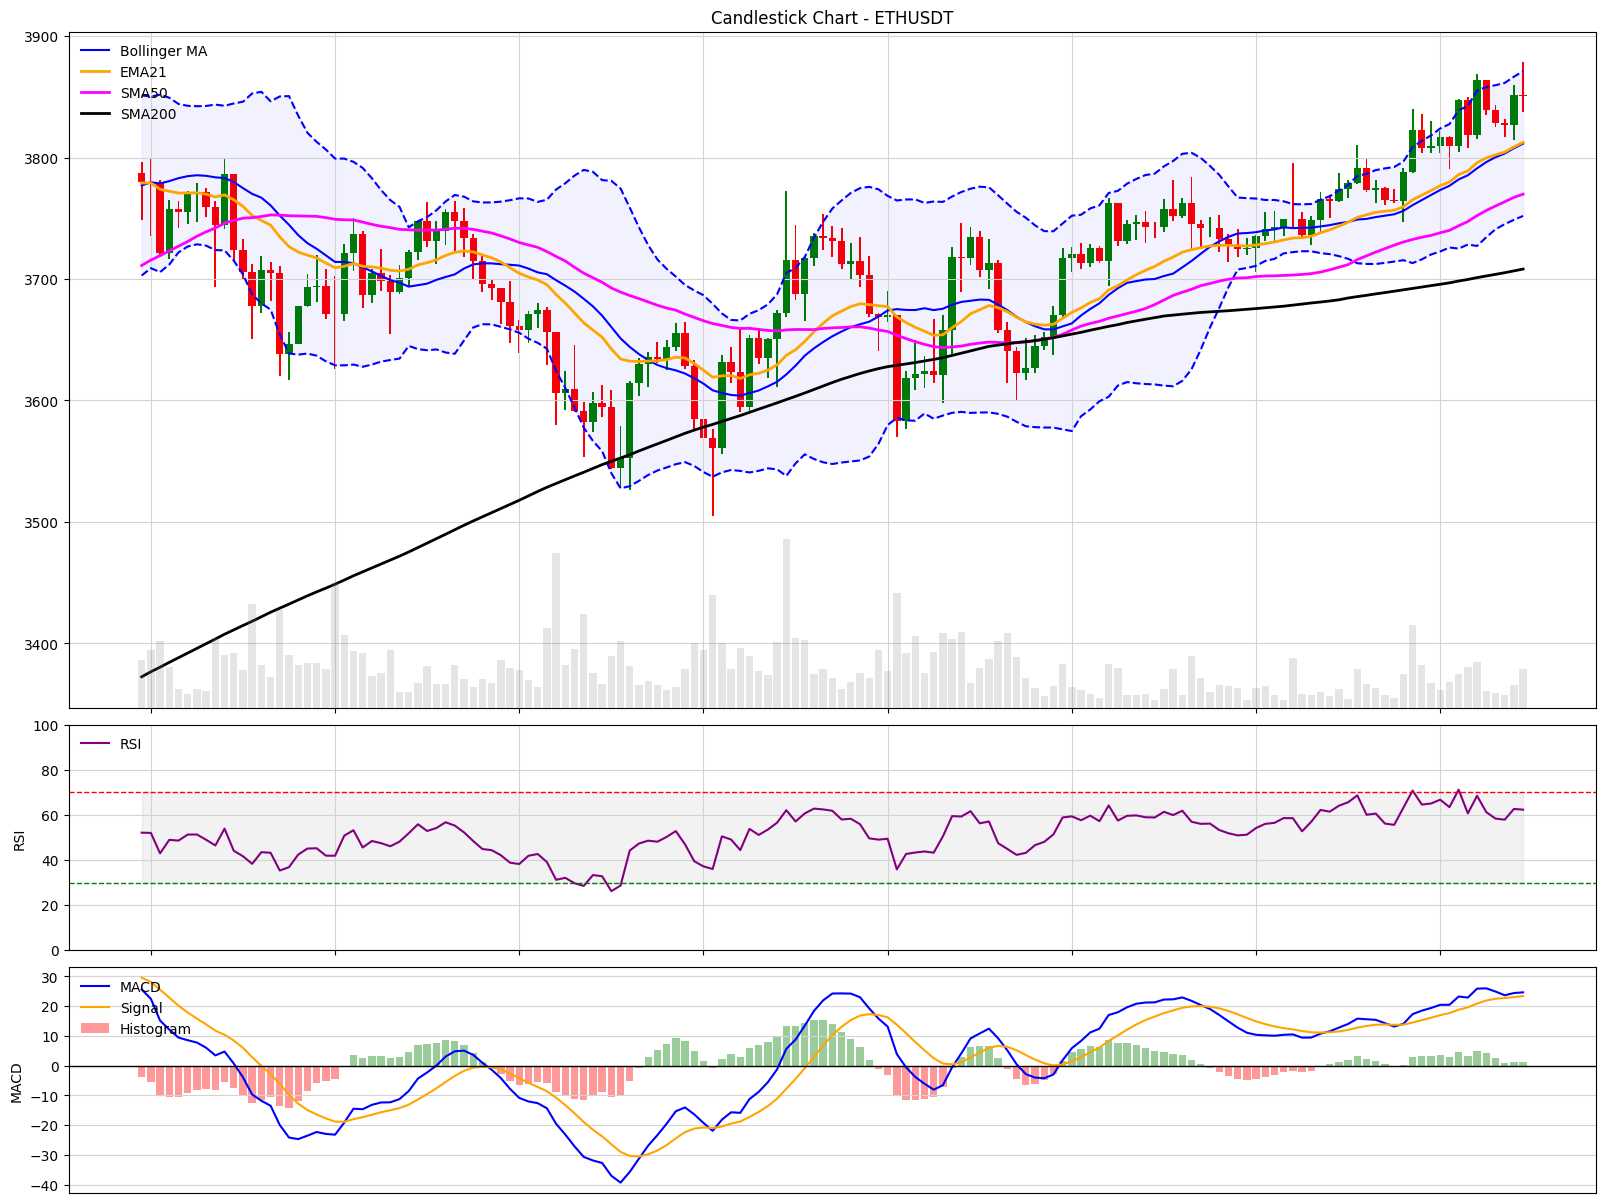 Candlestick Chart - ETHUSDT
3900
3800
3700
3600
3500
3400
Bollinger MA
EMA21
SMA50
SMA200
100
80
60
40
20
0
RSI
RSI
30
20
10
0
−10
−20
−30
−40
MACD
MACD
Signal
Histogram